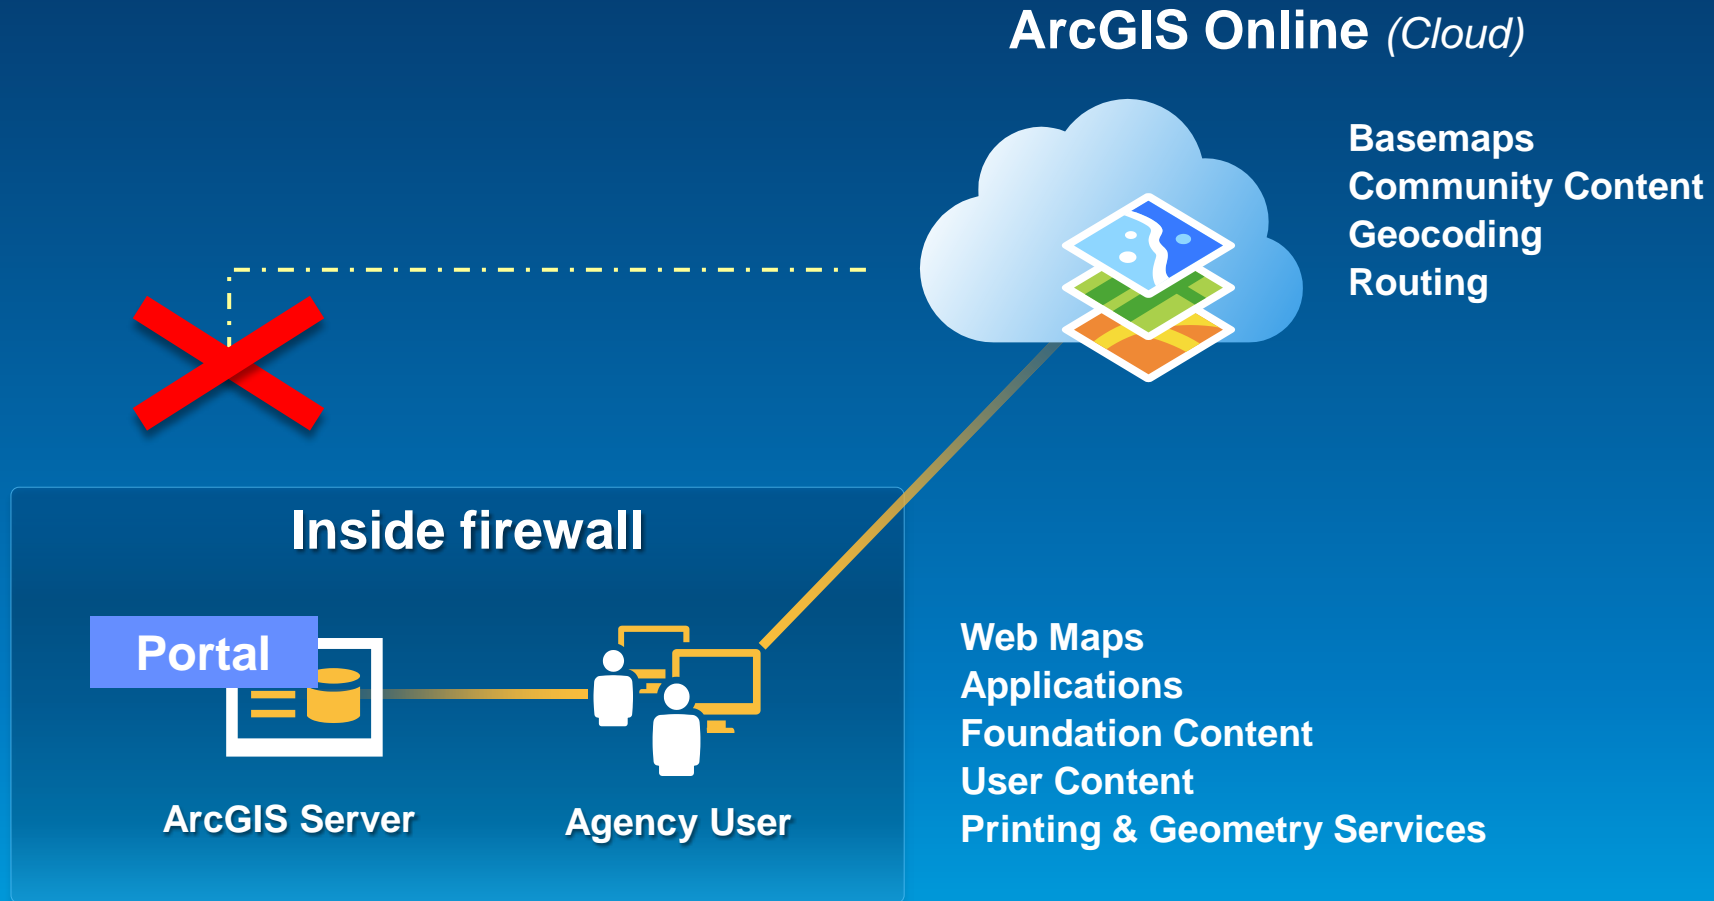 ArcGIS Online (Cloud)
Basemaps
Community Content
Geocoding
Routing
Inside firewall
Portal
ArcGIS Server
Agency User
Web Maps
Applications
Foundation Content
User Content
Printing & Geometry Services